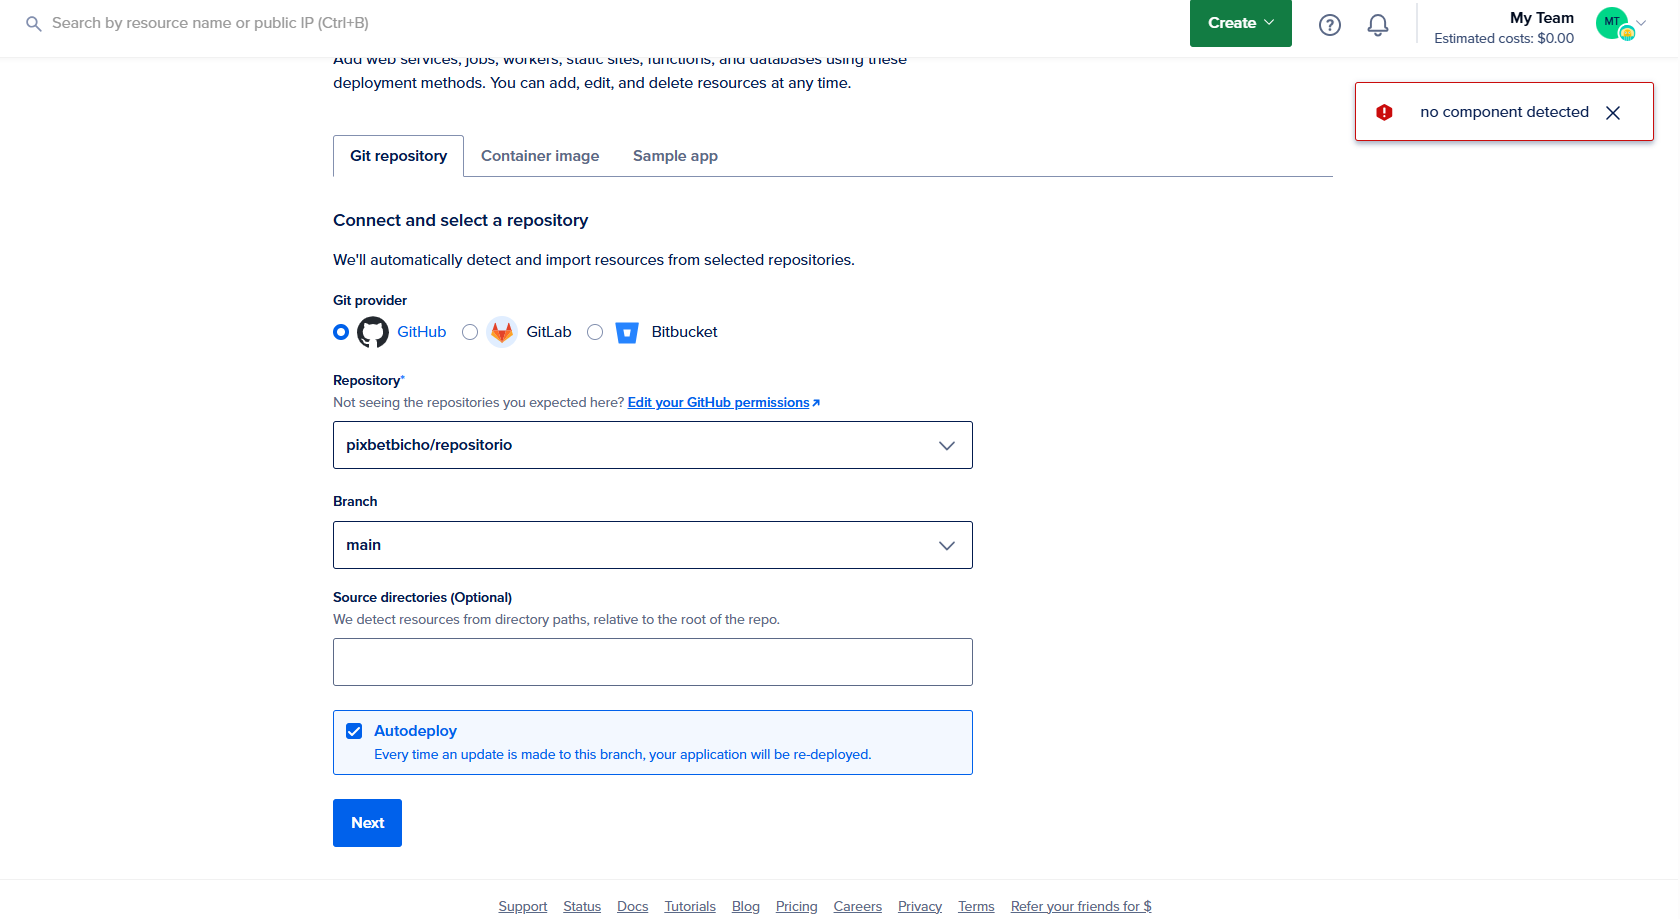 Search by resource name or public IP (Ctrl+B)
Create
My Team
Estimated costs: $0.00
MT
Add web services, jobs, workers, static sites, functions, and databases using these
deployment methods. You can add, edit, and delete resources at any time.
no component detected
Git repository
Container image
Sample app
Connect and select a repository
We'll automatically detect and import resources from selected repositories.
Git provider
GitHub
GitLab
Bitbucket
Repository*
Not seeing the repositories you expected here? Edit your GitHub permissions
pixbetbicho/repositorio
Branch
main
Source directories (Optional)
We detect resources from directory paths, relative to the root of the repo.
Autodeploy
Every time an update is made to this branch, your application will be re-deployed.
Next
Support Status Docs Tutorials Blog Pricing Careers Privacy Terms Refer your friends for $